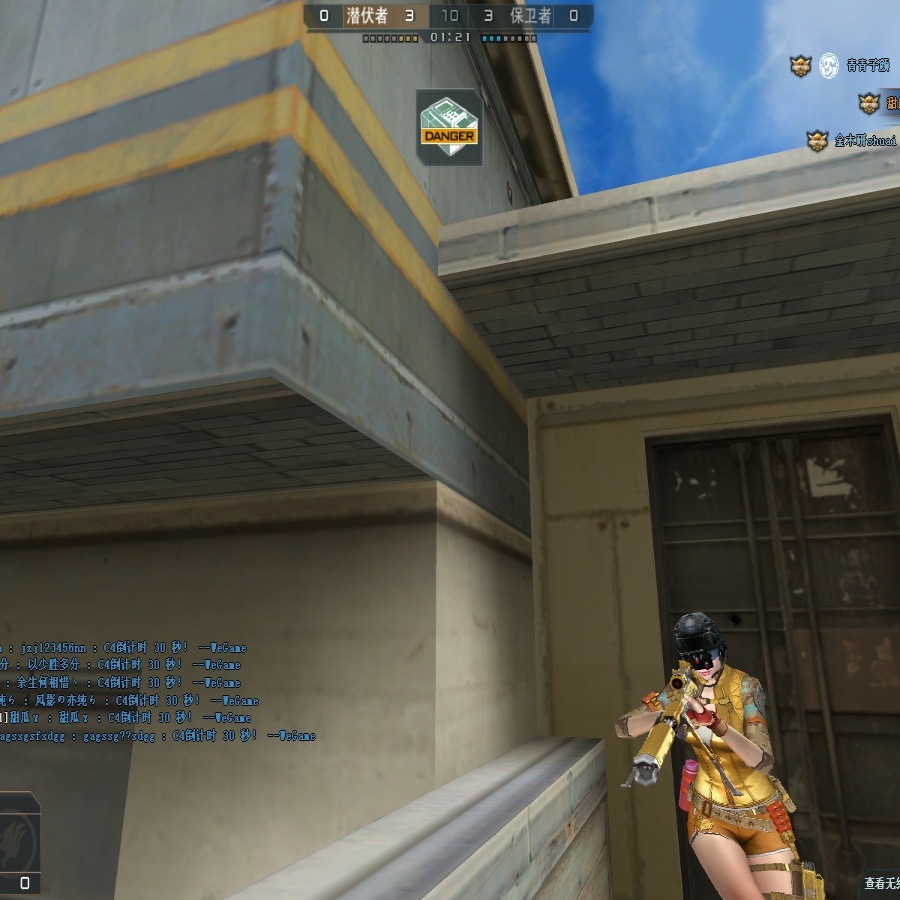 0 潜伏者 3 10 3 保卫者 0
01:21
DANGER
青青子颜
甜
金木研shuai
: jzj123456nn : C4倒计时 30 秒! --WeGame
分 : 以少胜多分 : C4倒计时 30 秒! --WeGame
: 余生何相惜丶 : C4倒计时 30 秒! --WeGame
纯ら : 风影の亦纯ら : C4倒计时 30 秒! --WeGame
]甜瓜ㄚ : 甜瓜ㄚ : C4倒计时 30 秒! --WeGame
agssgsfsdgg : gagssg??sdgg : C4倒计时 30 秒! --WeGame
0
查看无